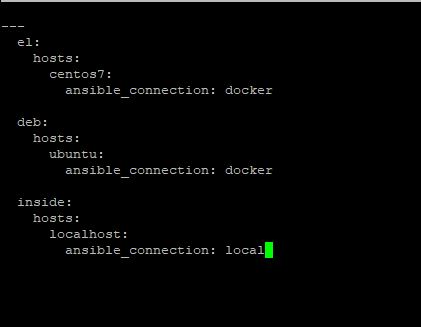 ---
  el:
    hosts:
      centos7:
        ansible_connection: docker

  deb:
    hosts:
      ubuntu:
        ansible_connection: docker

  inside:
    hosts:
      localhost:
        ansible_connection: local